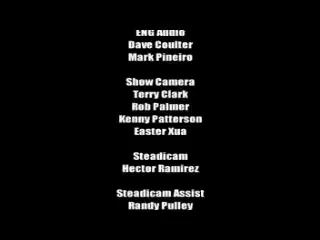 ENG Audio
Dave Coulter
Mark Pineiro
Show Camera
Terry Clark
Rob Palmer
Kenny Patterson
Easter Xua
Steadicam
Hector Ramirez
Steadicam Assist
Randy Pulley